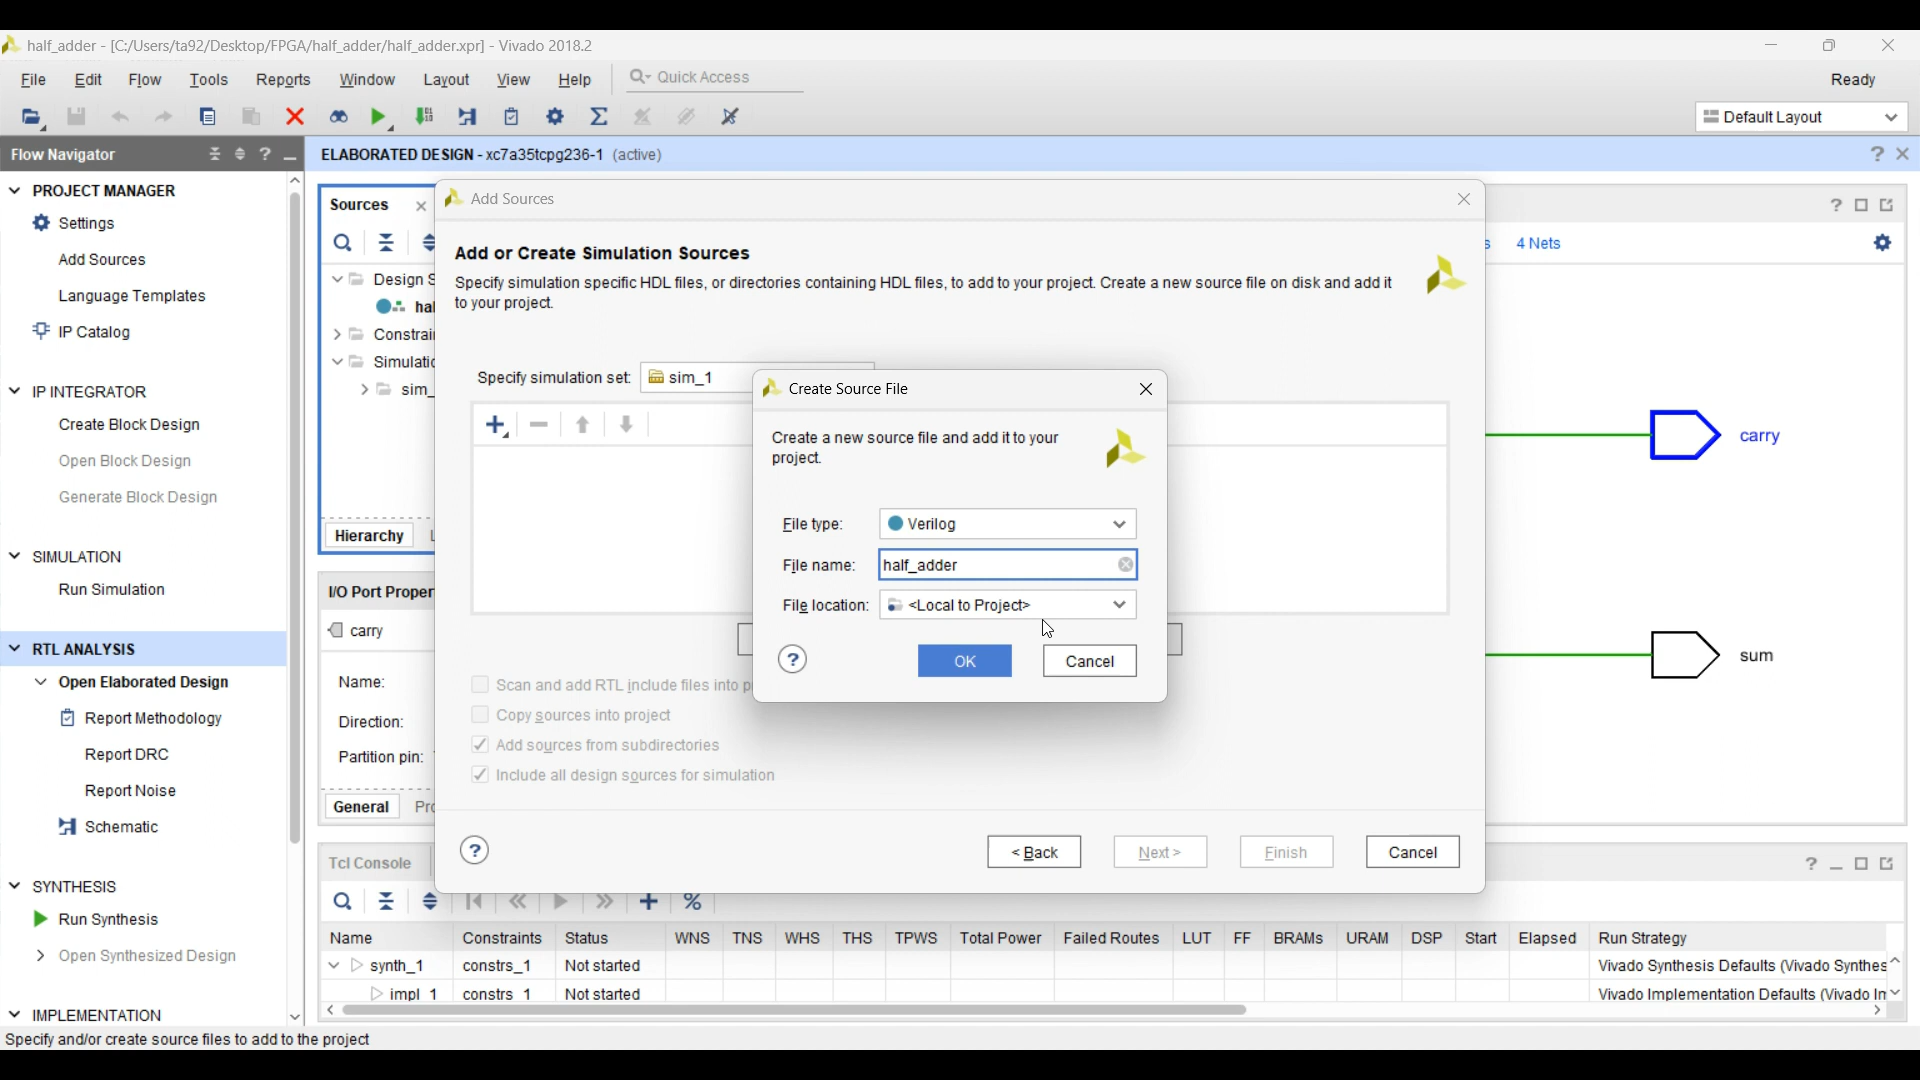 half_adder - [C:/Users/ta92/Desktop/FPGA/half_adder/half_adder.xpr] - Vivado 2018.2
File Edit Flow Tools Reports Window Layout View Help Quick Access Ready
Default Layout
Flow Navigator
ELABORATED DESIGN - xc7a35tcpg236-1 (active)
PROJECT MANAGER
Settings
Add Sources
Language Templates
IP Catalog
IP INTEGRATOR
Create Block Design
Open Block Design
Generate Block Design
SIMULATION
Run Simulation
RTL ANALYSIS
Open Elaborated Design
Report Methodology
Report DRC
Report Noise
Schematic
SYNTHESIS
Run Synthesis
Open Synthesized Design
IMPLEMENTATION
Sources
Design S
hal
Constrai
Simulatio
sim_
Hierarchy
I/O Port Proper
carry
Name:
Direction:
Partition pin:
General Pro
Add Sources
Add or Create Simulation Sources
Specify simulation specific HDL files, or directories containing HDL files, to add to your project. Create a new source file on disk and add it
to your project.
Specify simulation set: sim_1
Scan and add RTL include files into p
Copy sources into project
Add sources from subdirectories
Include all design sources for simulation
< Back Next > Finish Cancel
Create Source File
Create a new source file and add it to your
project.
File type: Verilog
File name: half_adder
File location: <Local to Project>
OK Cancel
s 4 Nets
carry
sum
Tcl Console
Name Constraints Status WNS TNS WHS THS TPWS Total Power Failed Routes LUT FF BRAMs URAM DSP Start Elapsed Run Strategy
synth_1 constrs_1 Not started Vivado Synthesis Defaults (Vivado Synthes
impl_1 constrs_1 Not started Vivado Implementation Defaults (Vivado Im
Specify and/or create source files to add to the project